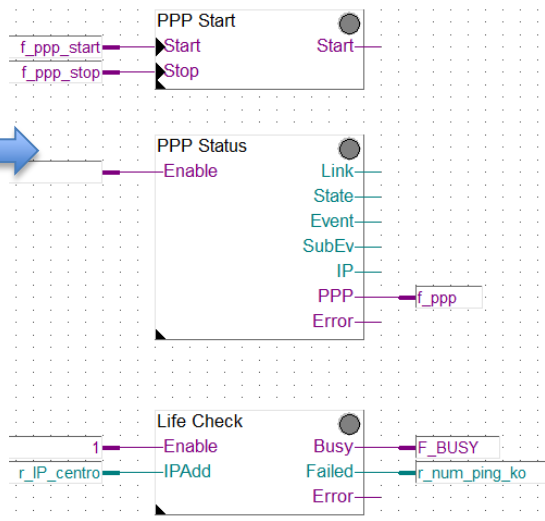 PPP Start
f_ppp_start Start Start
f_ppp_stop Stop
PPP Status
Enable Link
State
Event
SubEv
IP
PPP f_ppp
Error
Life Check
1 Enable Busy F_BUSY
r_IP_centro IPAdd Failed r_num_ping_ko
Error